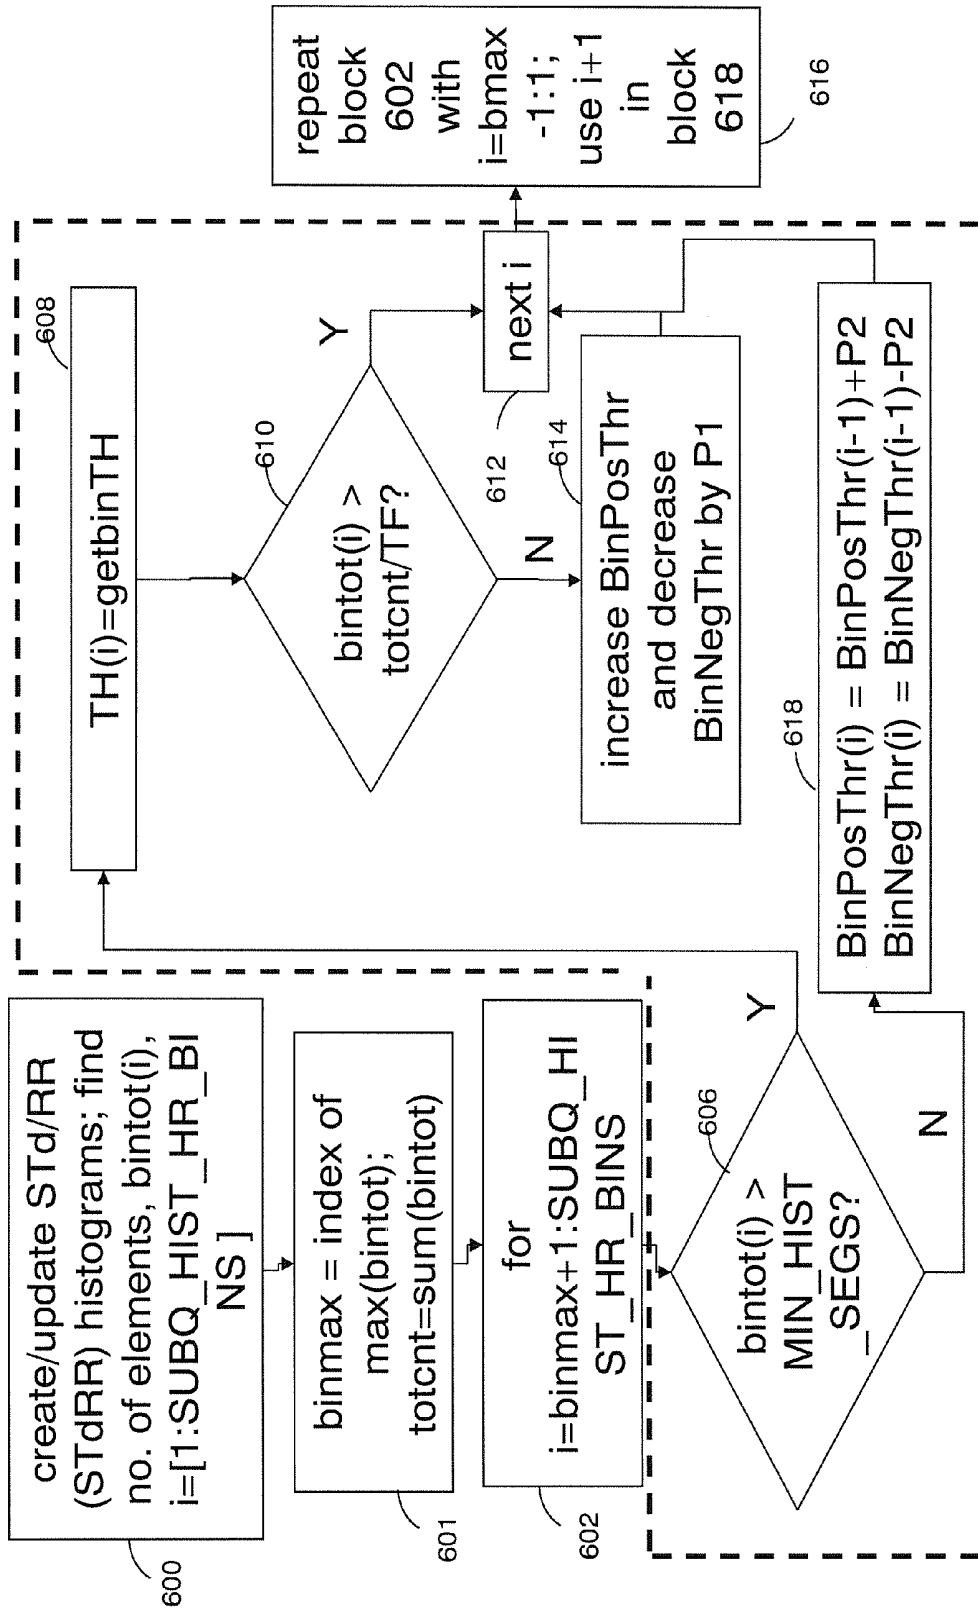 create/update STd/RR
(STdRR) histograms; find
no. of elements, bintot(i),
i=[1:SUBQ_HIST_HR_BI
NS ]
600
binmax = index of
max(bintot);
totcnt=sum(bintot)
601
for
i=binmax+1:SUBQ_HI
ST_HR_BINS
602
bintot(i) >
MIN_HIST
_SEGS?
606
Y
N
TH(i)=getbinTH
608
bintot(i) >
totcnt/TF?
610
Y
N
next i
612
increase BinPosThr
and decrease
BinNegThr by P1
614
BinPosThr(i) = BinPosThr(i-1)+P2
BinNegThr(i) = BinNegThr(i-1)-P2
618
repeat
block
602
with
i=bmax
-1:1;
use i+1
in
block
618
616